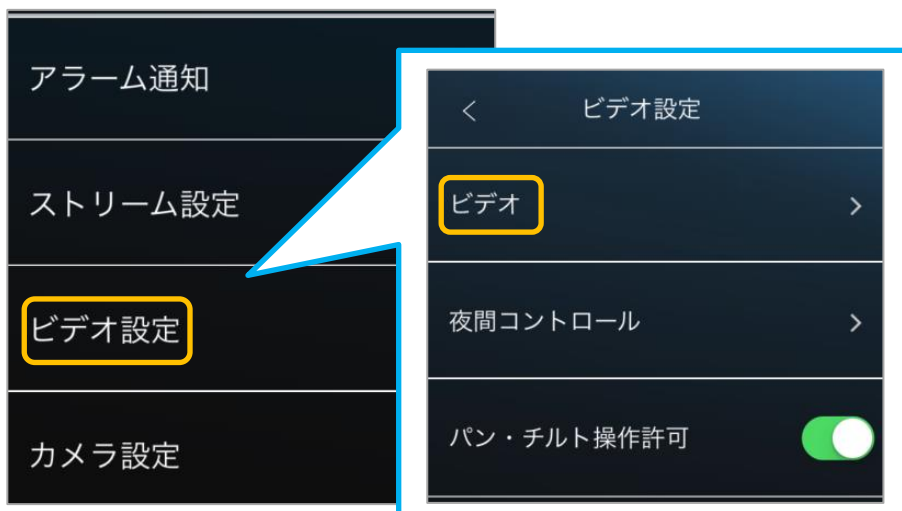 アラーム通知
ストリーム設定
ビデオ設定
カメラ設定
ビデオ設定
ビデオ
夜間コントロール
パン・チルト操作許可